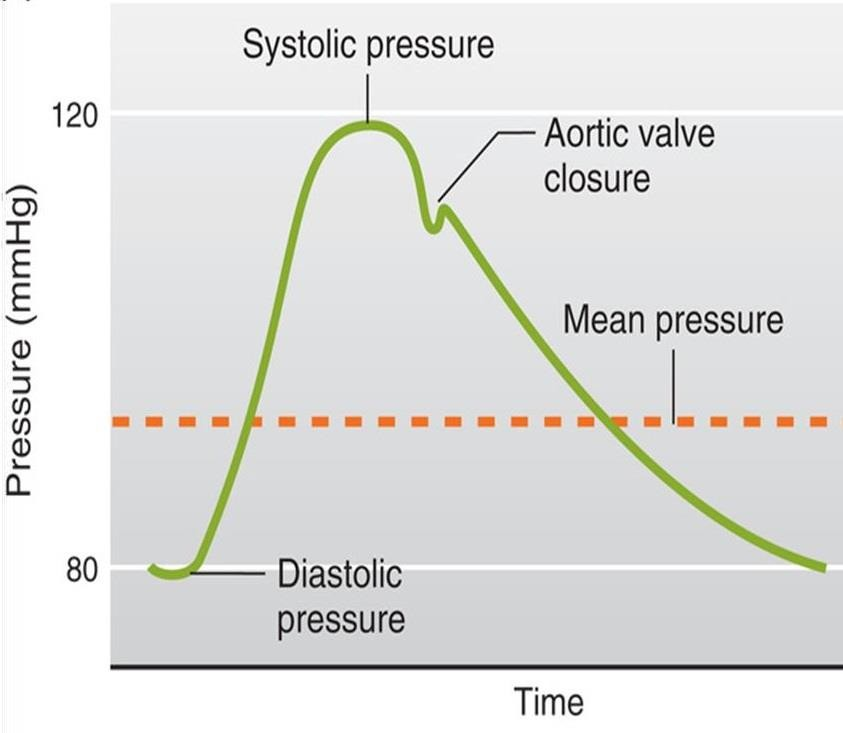 Systolic pressure
120
Aortic valve
closure
Pressure (mmHg)
Mean pressure
80
Diastolic
pressure
Time